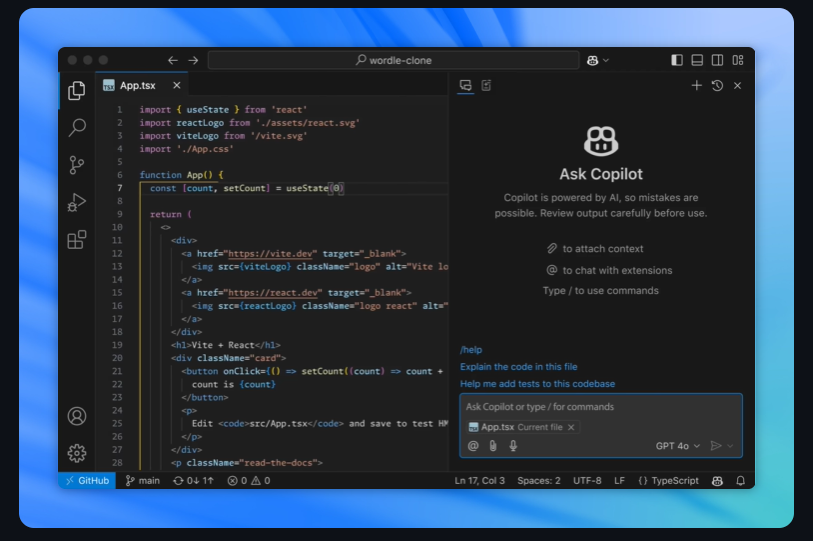 wordle-clone
App.tsx
1 import { useState } from 'react'
2 import reactLogo from './assets/react.svg'
3 import viteLogo from '/vite.svg'
4 import './App.css'
5
6 function App() {
7 const [count, setCount] = useState(0)
8
9 return (
10 <>
11 <div>
12 <a href="https://vite.dev" target="_blank">
13 <img src={viteLogo} className="logo" alt="Vite lo
14 </a>
15 <a href="https://react.dev" target="_blank">
16 <img src={reactLogo} className="logo react" alt="
17 </a>
18 </div>
19 <h1>Vite + React</h1>
20 <div className="card">
21 <button onClick={() => setCount((count) => count +
22 count is {count}
23 </button>
24 <p>
25 Edit <code>src/App.tsx</code> and save to test HM
26 </p>
27 </div>
28 <p className="read-the-docs">
Ask Copilot
Copilot is powered by AI, so mistakes are
possible. Review output carefully before use.
to attach context
@ to chat with extensions
Type / to use commands
/help
Explain the code in this file
Help me add tests to this codebase
Ask Copilot or type / for commands
TSX App.tsx Current file
@ GPT 4o
GitHub main 0↓ 1↑ 0 0 Ln 17, Col 3 Spaces: 2 UTF-8 LF {} TypeScript